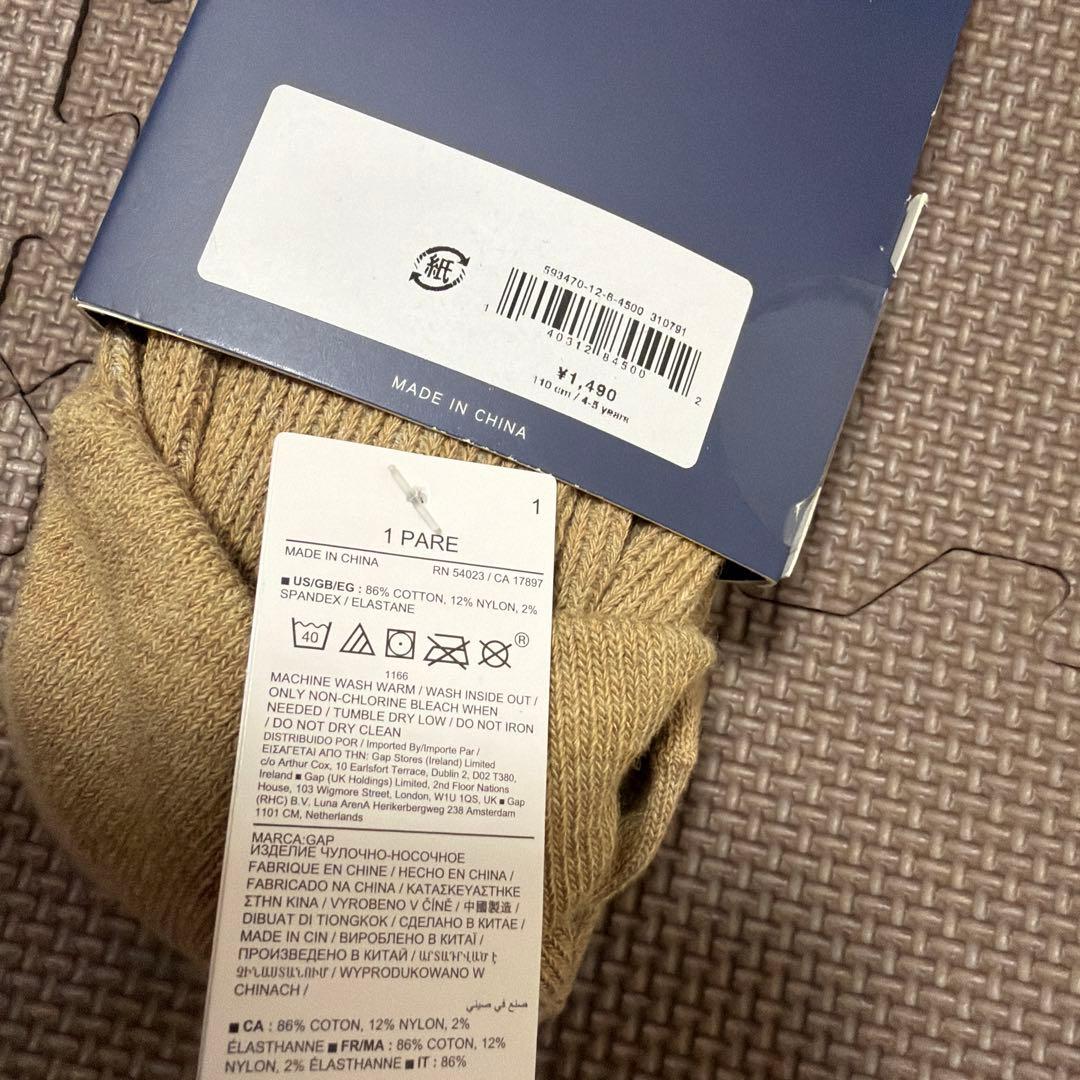 紙
593470-12-6-4500 310791
1 40312 84500 2
¥1,490
110 cm / 4-5 years
MADE IN CHINA
1
1 PARE
MADE IN CHINA
RN 54023 / CA 17897
■ US/GB/EG : 86% COTTON, 12% NYLON, 2%
SPANDEX / ELASTANE
40
®
1166
MACHINE WASH WARM / WASH INSIDE OUT /
ONLY NON-CHLORINE BLEACH WHEN
NEEDED / TUMBLE DRY LOW / DO NOT IRON
/ DO NOT DRY CLEAN
DISTRIBUIDO POR / Imported By/Importe Par /
ΕΙΣΑΓΕΤΑΙ ΑΠΟ ΤΗΝ: Gap Stores (Ireland) Limited
c/o Arthur Cox, 10 Earlsfort Terrace, Dublin 2, D02 T380,
Ireland ■ Gap (UK Holdings) Limited, 2nd Floor Nations
House, 103 Wigmore Street, London, W1U 1QS, UK ■ Gap
(RHC) B.V. Luna ArenA Herikerbergweg 238 Amsterdam
1101 CM, Netherlands
MARCA:GAP
ИЗДЕЛИЕ ЧУЛОЧНО-НОСОЧНОЕ
FABRIQUE EN CHINE / HECHO EN CHINA /
FABRICADO NA CHINA / ΚΑΤΑΣΚΕΥΑΣΤΗΚΕ
ΣΤΗΝ ΚΙΝΑ / VYROBENO V ČÍNĚ / 中國製造 /
DIBUAT DI TIONGKOK / СДЕЛАНО В КИТАЕ /
MADE IN CIN / ВИРОБЛЕНО В КИТАЇ /
ПРОИЗВЕДЕНО В КИТАЙ / ԱՐՏԱԴՐՎԱԾ Է
ՉԻՆԱՍՏԱՆՈՒՄ / WYPRODUKOWANO W
CHINACH /
صنع في صيني
■ CA : 86% COTON, 12% NYLON, 2%
ÉLASTHANNE ■ FR/MA : 86% COTON, 12%
NYLON, 2% ÉLASTHANNE ■ IT : 86%